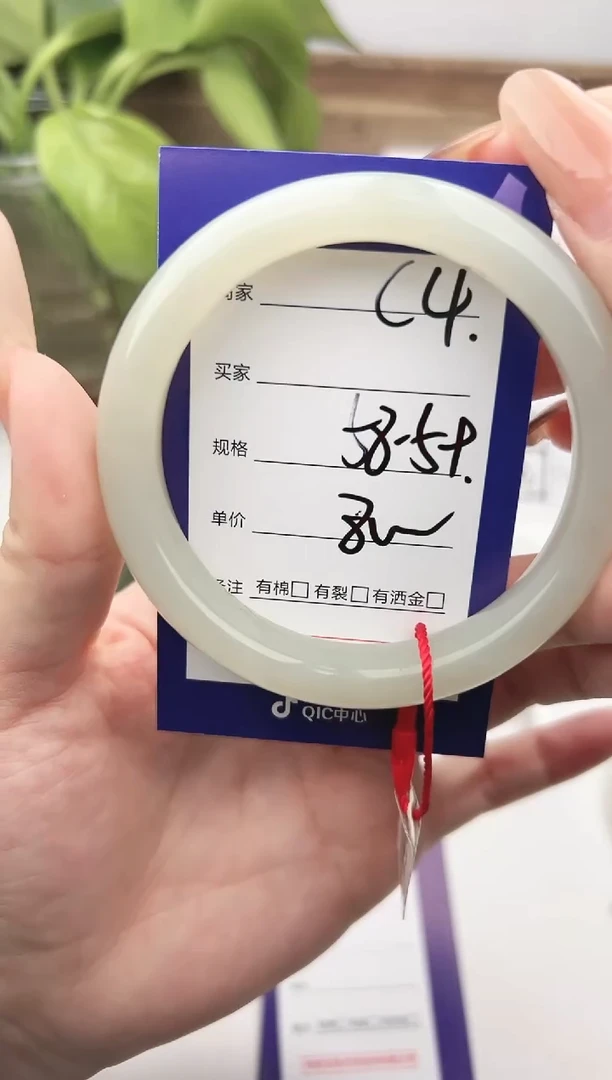 家 C4.
买家
规格 58-59.
单价
注 有棉□ 有裂□ 有洒金□
QIC中心